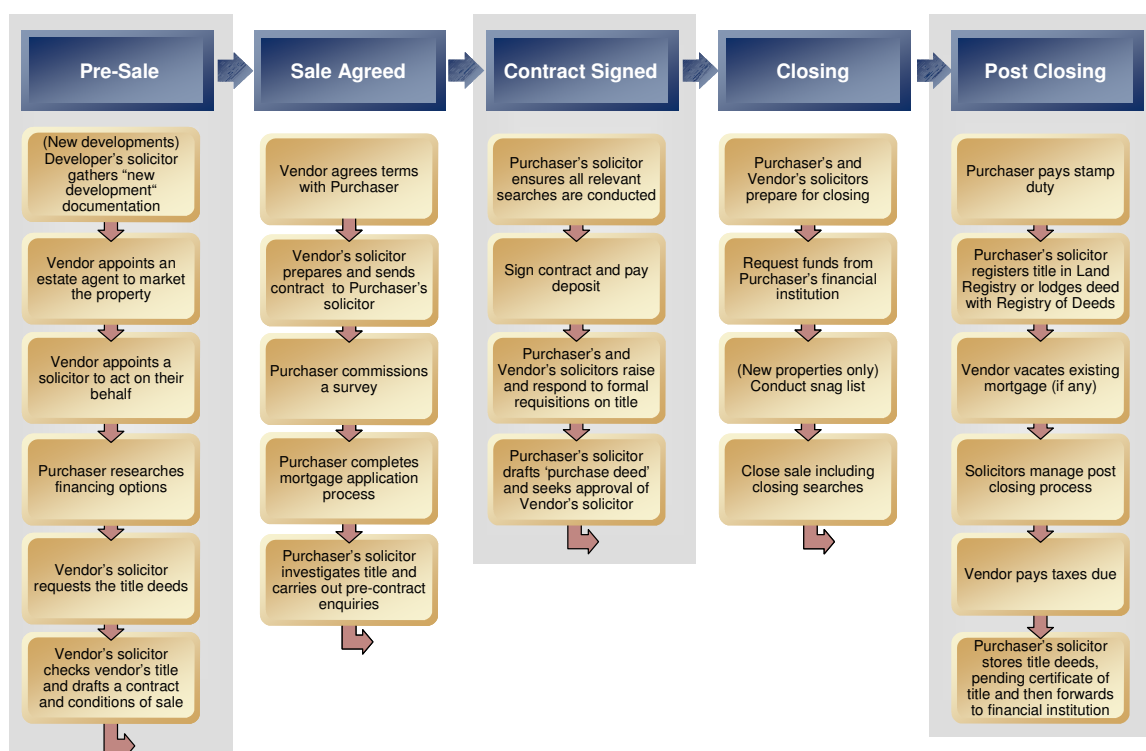 Pre-Sale
(New developments)
Developer's solicitor
gathers “new
development“
documentation
Vendor appoints an
estate agent to market
the property
Vendor appoints a
solicitor to act on their
behalf
Purchaser researches
financing options
Vendor's solicitor
requests the title deeds
Vendor's solicitor
checks vendor's title
and drafts a contract
and conditions of sale
Sale Agreed
Vendor agrees terms
with Purchaser
Vendor's solicitor
prepares and sends
contract to Purchaser's
solicitor
Purchaser commissions
a survey
Purchaser completes
mortgage application
process
Purchaser's solicitor
investigates title and
carries out pre-contract
enquiries
Contract Signed
Purchaser's solicitor
ensures all relevant
searches are conducted
Sign contract and pay
deposit
Purchaser's and
Vendor's solicitors raise
and respond to formal
requisitions on title
Purchaser's solicitor
drafts ‘purchase deed’
and seeks approval of
Vendor's solicitor
Closing
Purchaser's and
Vendor's solicitors
prepare for closing
Request funds from
Purchaser's financial
institution
(New properties only)
Conduct snag list
Close sale including
closing searches
Post Closing
Purchaser pays stamp
duty
Purchaser's solicitor
registers title in Land
Registry or lodges deed
with Registry of Deeds
Vendor vacates existing
mortgage (if any)
Solicitors manage post
closing process
Vendor pays taxes due
Purchaser's solicitor
stores title deeds,
pending certificate of
title and then forwards
to financial institution